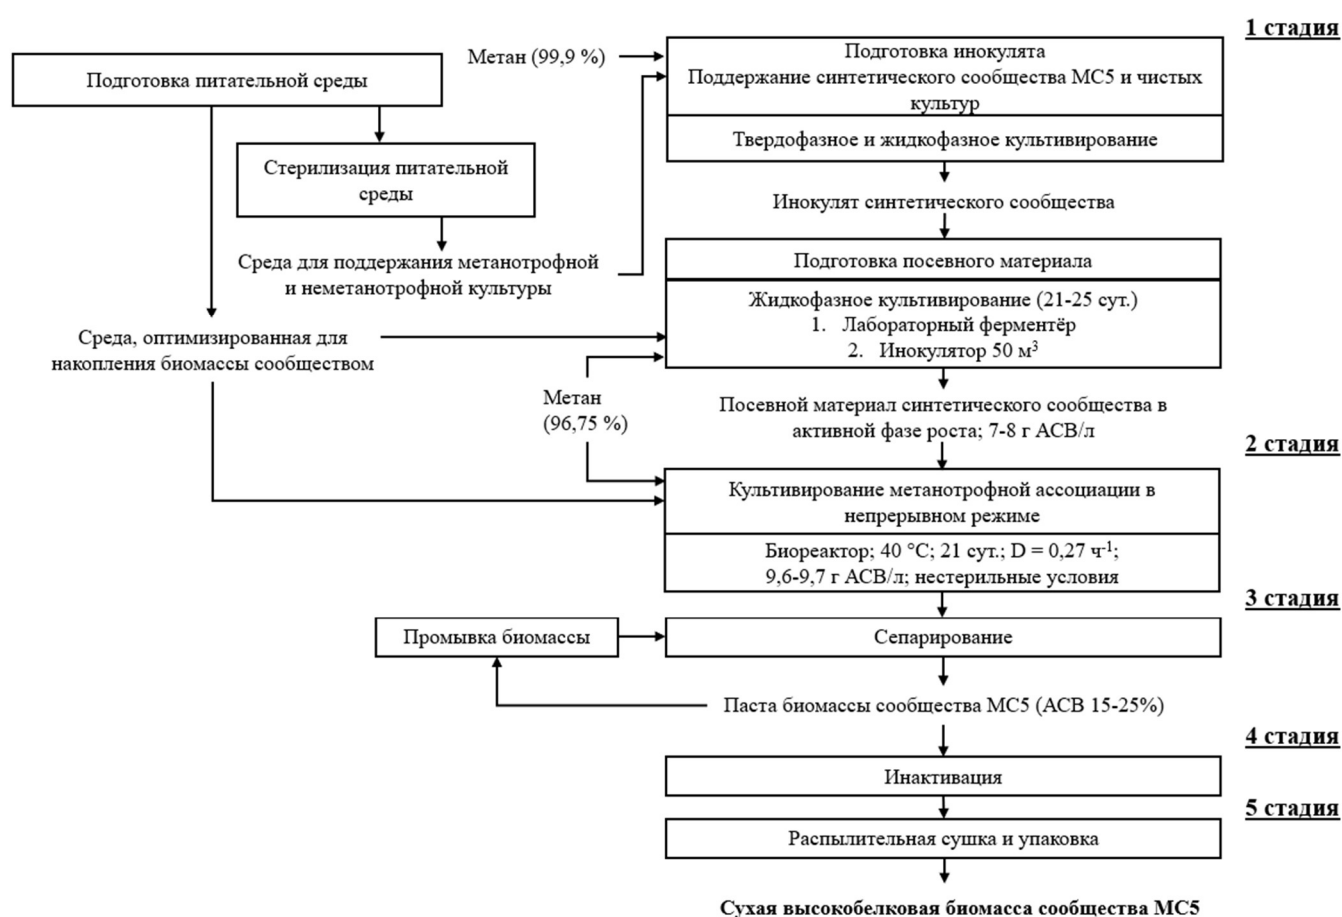 1 стадия
Подготовка питательной среды
Метан (99,9 %)
Подготовка инокулята
Поддержание синтетического сообщества МС5 и чистых
культур
Твердофазное и жидкофазное культивирование
Стерилизация питательной
среды
Инокулят синтетического сообщества
Среда для поддержания метанотрофной
и неметанотрофной культуры
Подготовка посевного материала
Жидкофазное культивирование (21-25 сут.)
1. Лабораторный ферментёр
2. Инокулятор 50 м³
Среда, оптимизированная для
накопления биомассы сообществом
Метан
(96,75 %)
Посевной материал синтетического сообщества в
активной фазе роста; 7-8 г АСВ/л
2 стадия
Культивирование метанотрофной ассоциации в
непрерывном режиме
Биореактор; 40 °C; 21 сут.; D = 0,27 ч⁻¹;
9,6-9,7 г АСВ/л; нестерильные условия
3 стадия
Промывка биомассы
Сепарирование
Паста биомассы сообщества МС5 (АСВ 15-25%)
4 стадия
Инактивация
5 стадия
Распылительная сушка и упаковка
Сухая высокобелковая биомасса сообщества МС5